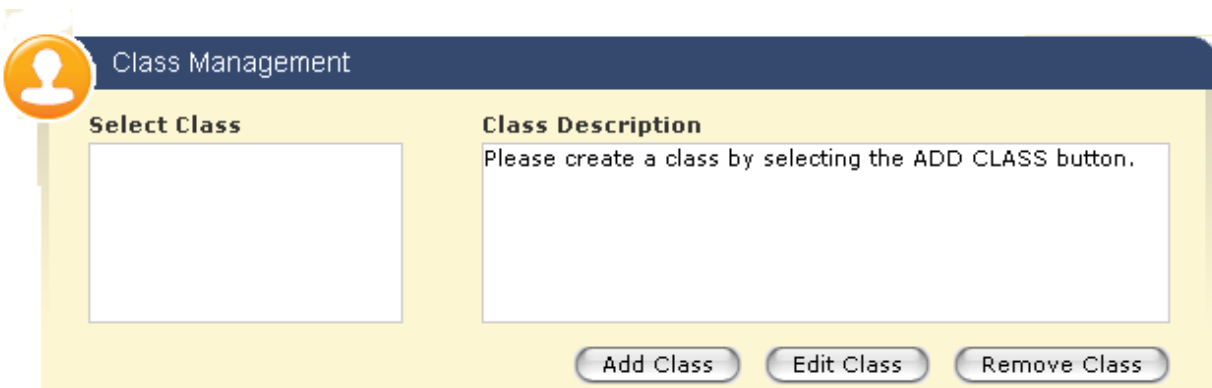 Class Management
Select Class
Class Description
Please create a class by selecting the ADD CLASS button.
Add Class
Edit Class
Remove Class